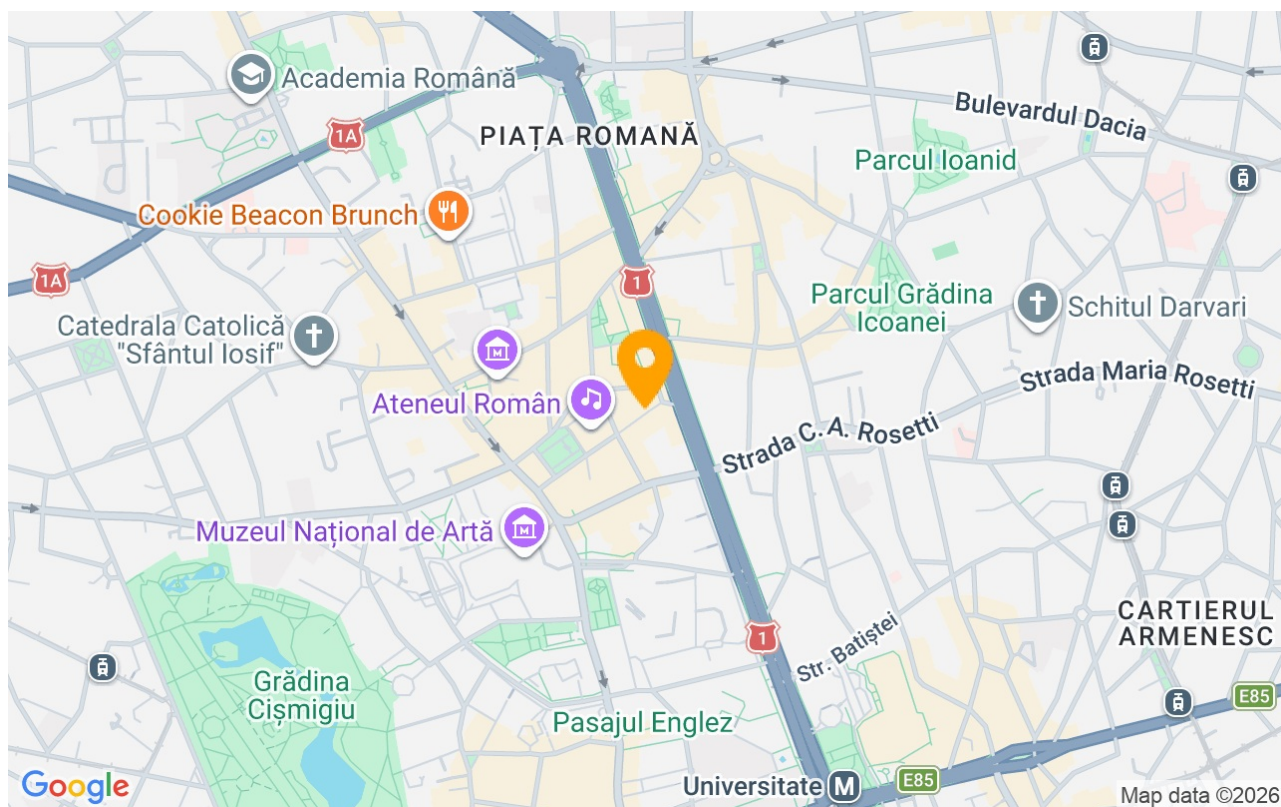 Academia Română
1A
PIAȚA ROMANĂ
Bulevardul Dacia
Parcul Ioanid
Cookie Beacon Brunch
1A
1
Parcul Grădina
Icoanei
Schitul Darvari
Catedrala Catolică
"Sfântul Iosif"
M
Ateneul Român
Strada Maria Rosetti
Strada C. A. Rosetti
Muzeul Național de Artă
M
CARTIERUL
ARMENESC
1
Str. Batiștei
Grădina
Cișmigiu
Pasajul Englez
E85
Universitate M
E85
Google
Map data ©2026